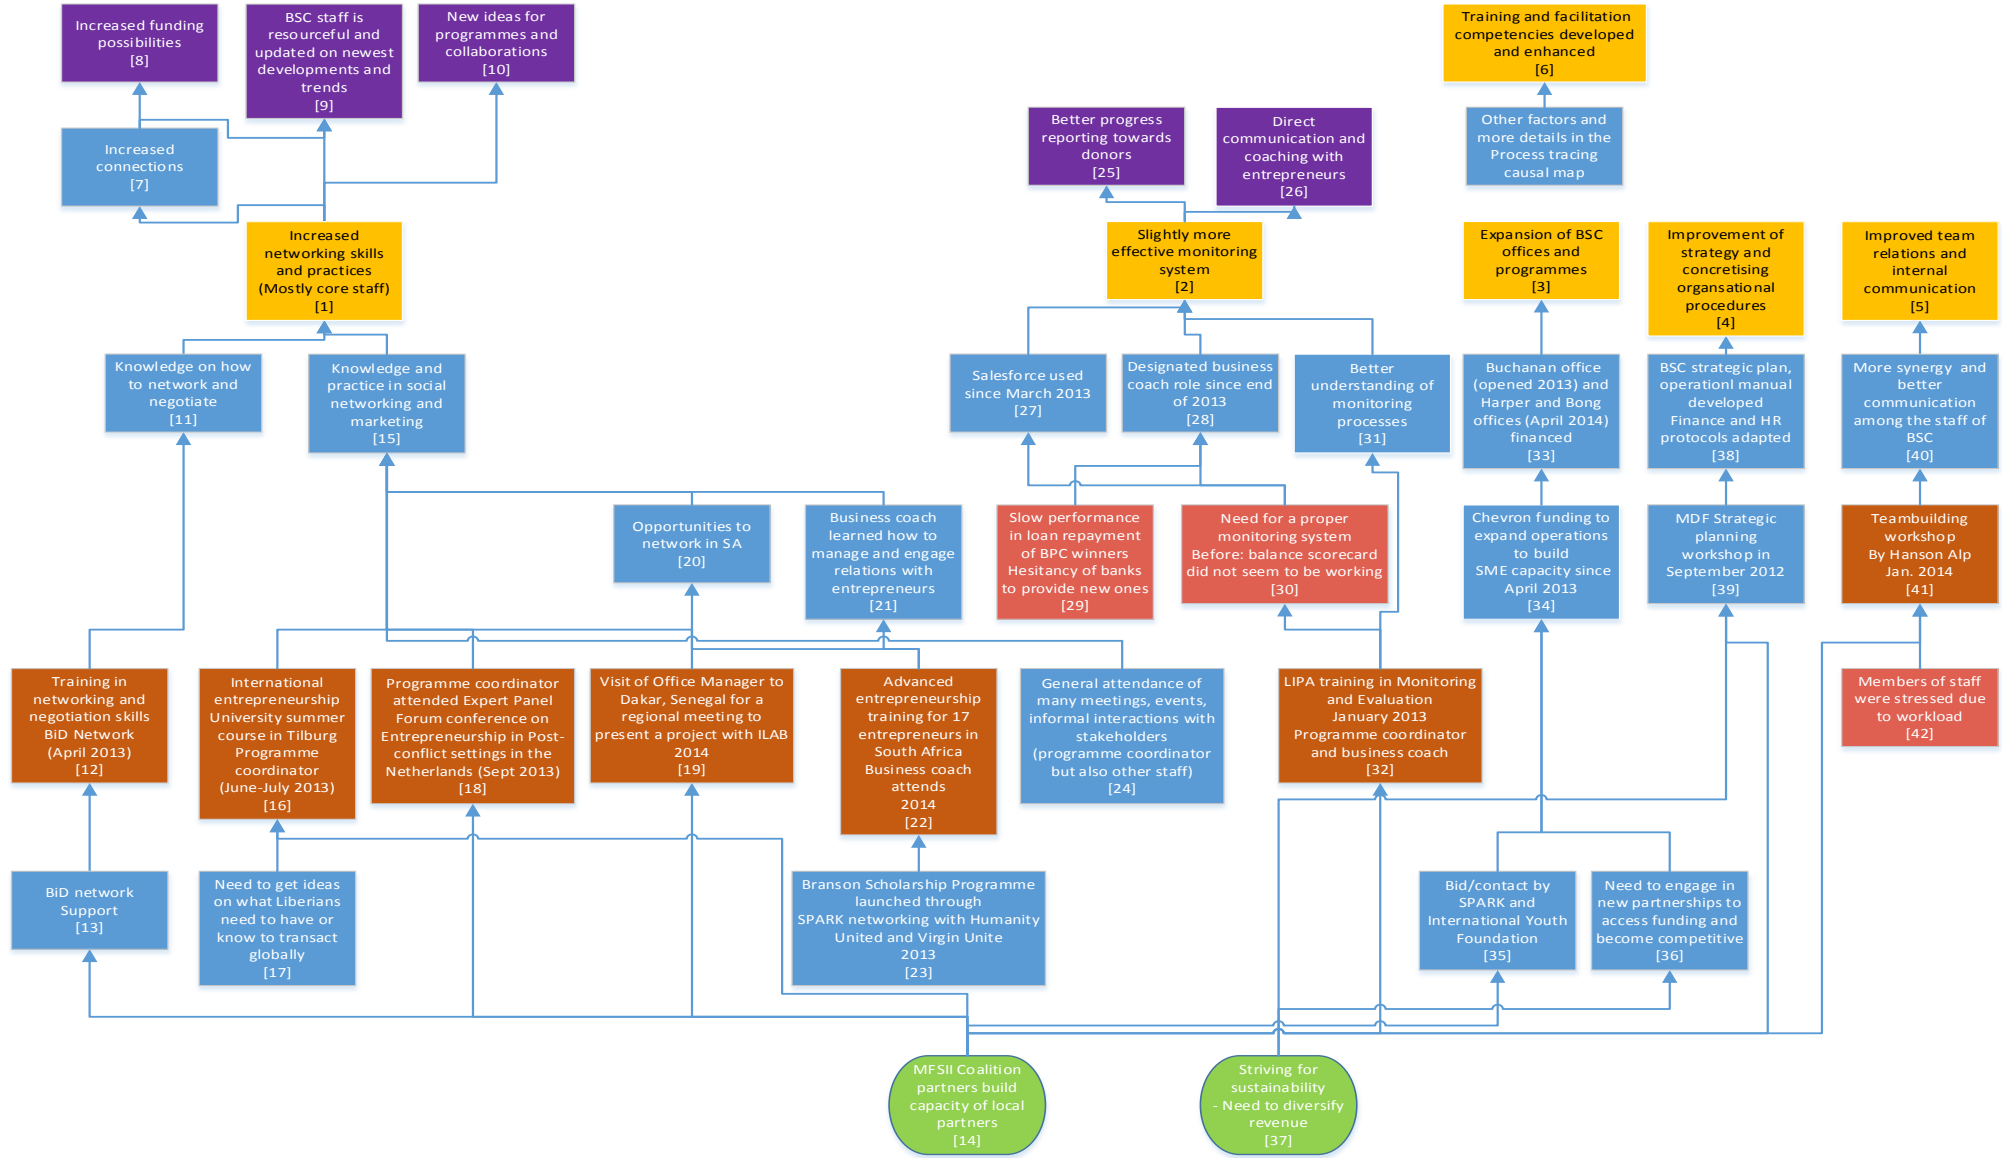 Increased funding
possibilities
[8]
BSC staff is
resourceful and
updated on newest
developments and
trends
[9]
New ideas for
programmes and
collaborations
[10]
Training and facilitation
competencies developed
and enhanced
[6]
Increased
connections
[7]
Better progress
reporting towards
donors
[25]
Direct
communication and
coaching with
entrepreneurs
[26]
Other factors and
more details in the
Process tracing
causal map
Increased
networking skills
and practices
(Mostly core staff)
[1]
Slightly more
effective monitoring
system
[2]
Expansion of BSC
offices and
programmes
[3]
Improvement of
strategy and
concretising
organsational
procedures
[4]
Improved team
relations and
internal
communication
[5]
Knowledge on how
to network and
negotiate
[11]
Knowledge and
practice in social
networking and
marketing
[15]
Salesforce used
since March 2013
[27]
Designated business
coach role since end
of 2013
[28]
Better
understanding of
monitoring
processes
[31]
Buchanan office
(opened 2013) and
Harper and Bong
offices (April 2014)
financed
[33]
BSC strategic plan,
operationl manual
developed
Finance and HR
protocols adapted
[38]
More synergy and
better
communication
among the staff of
BSC
[40]
Opportunities to
network in SA
[20]
Business coach
learned how to
manage and engage
relations with
entrepreneurs
[21]
Slow performance
in loan repayment
of BPC winners
Hesitancy of banks
to provide new ones
[29]
Need for a proper
monitoring system
Before: balance scorecard
did not seem to be working
[30]
Chevron funding to
expand operations
to build
SME capacity since
April 2013
[34]
MDF Strategic
planning
workshop in
September 2012
[39]
Teambuilding
workshop
By Hanson Alp
Jan. 2014
[41]
Training in
networking and
negotiation skills
BiD Network
(April 2013)
[12]
International
entrepreneurship
University summer
course in Tilburg
Programme
coordinator
(June-July 2013)
[16]
Programme coordinator
attended Expert Panel
Forum conference on
Entrepreneurship in Post-
conflict settings in the
Netherlands (Sept 2013)
[18]
Visit of Office Manager to
Dakar, Senegal for a
regional meeting to
present a project with ILAB
2014
[19]
Advanced
entrepreneurship
training for 17
entrepreneurs in
South Africa
Business coach
attends
2014
[22]
General attendance of
many meetings, events,
informal interactions with
stakeholders
(programme coordinator
but also other staff)
[24]
LIPA training in Monitoring
and Evaluation
January 2013
Programme coordinator
and business coach
[32]
Members of staff
were stressed due
to workload
[42]
BiD network
Support
[13]
Need to get ideas
on what Liberians
need to have or
know to transact
globally
[17]
Branson Scholarship Programme
launched through
SPARK networking with Humanity
United and Virgin Unite
2013
[23]
Bid/contact by
SPARK and
International Youth
Foundation
[35]
Need to engage in
new partnerships to
access funding and
become competitive
[36]
MFSII Coalition
partners build
capacity of local
partners
[14]
Striving for
sustainability
- Need to diversify
revenue
[37]